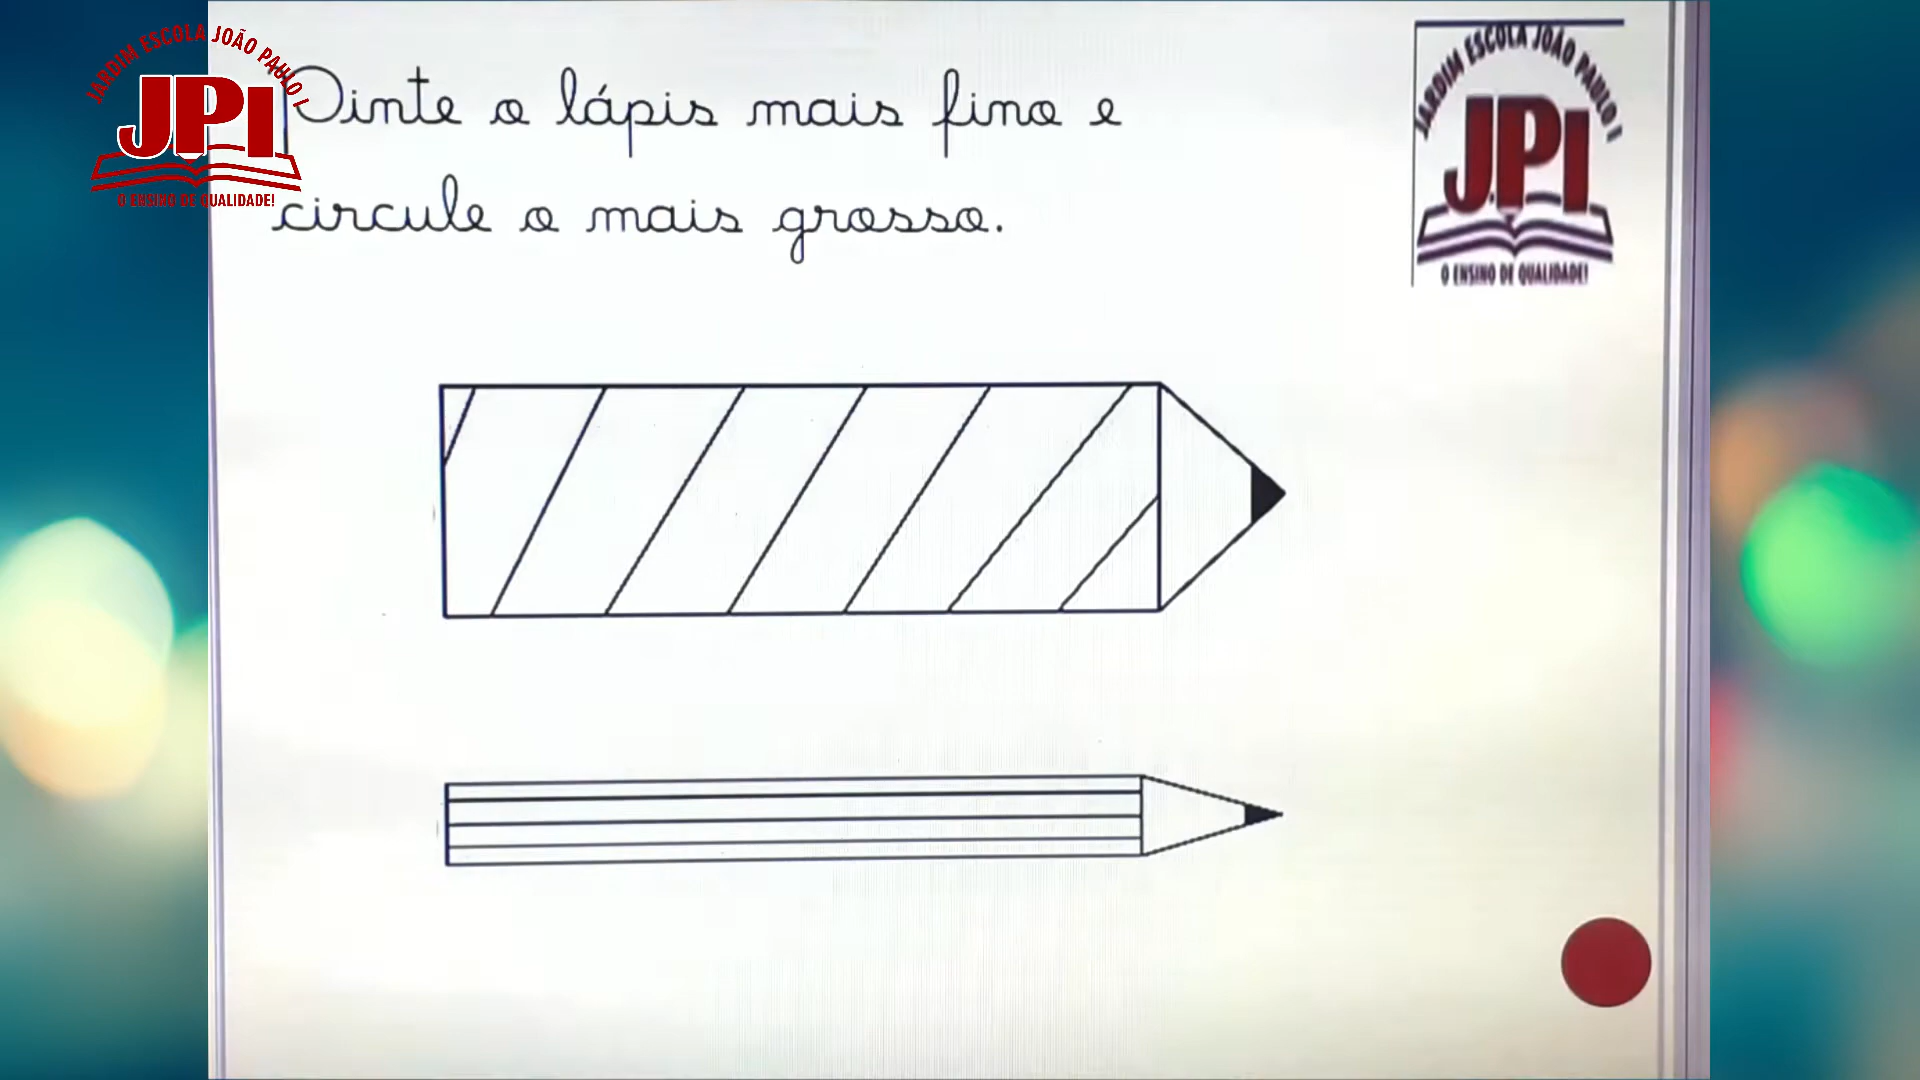 JARDIM ESCOLA JOÃO PAULO I
JPI
O ENSINO DE QUALIDADE!
Pinte o lápis mais fino e
circule o mais grosso.
JARDIM ESCOLA JOÃO PAULO I
JPI
O ENSINO DE QUALIDADE!